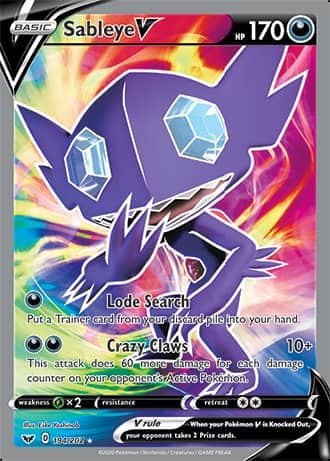 BASIC Sableye V HP 170
Lode Search
Put a Trainer card from your discard pile into your hand.
Crazy Claws 10+
This attack does 60 more damage for each damage
counter on your opponent's Active Pokémon.
weakness ×2 resistance retreat
Illus. Eske Yoshinob
V rule When your Pokémon V is Knocked Out,
your opponent takes 2 Prize cards.
D 194/202
©2020 Pokémon / Nintendo / Creatures / GAME FREAK